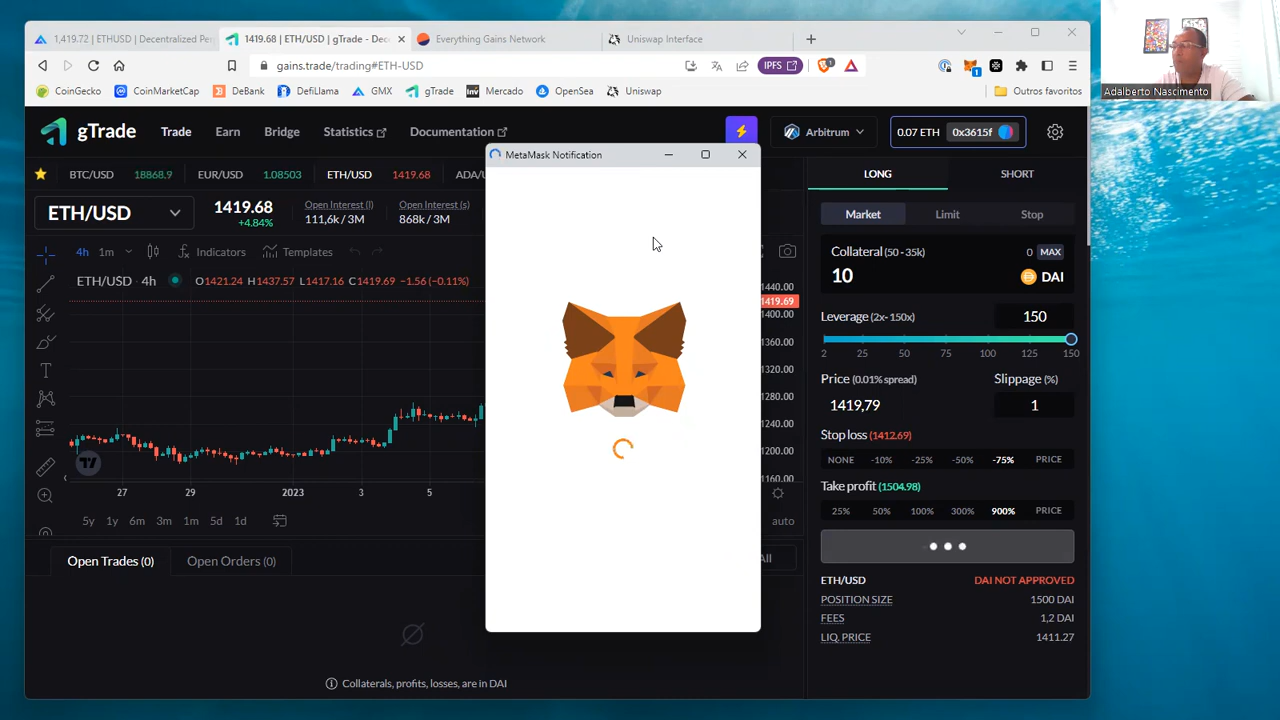 1,419.72 | ETHUSD | Decentralized Per
1419.68 | ETH/USD | gTrade - Dec
Everything Gains Network
Uniswap Interface
gains.trade/trading#ETH-USD
IPFS
1
CoinGecko
CoinMarketCap
DeBank
DefiLlama
GMX
gTrade
Mercado
OpenSea
Uniswap
Outros favoritos
Adalberto Nascimento
gTrade
Trade
Earn
Bridge
Statistics
Documentation
Arbitrum
0.07 ETH
0x3615f
MetaMask Notification
BTC/USD 18868.9
EUR/USD 1.08503
ETH/USD 1419.68
ADA/
ETH/USD
1419.68
+4.84%
Open Interest (l)
111,6k / 3M
Open Interest (s)
868k / 3M
4h 1m
Indicators
Templates
ETH/USD · 4h
O1421.24 H1437.57 L1417.16 C1419.69 −1.56 (−0.11%)
1440.00
1419.69
1400.00
1360.00
1320.00
1280.00
1240.00
1200.00
1160.00
27 29 2023 3 5
5y 1y 6m 3m 1m 5d 1d
auto
Open Trades (0)
Open Orders (0)
All
Collaterals, profits, losses, are in DAI
LONG
SHORT
Market
Limit
Stop
Collateral (50 - 35k)
0 MAX
10
DAI
Leverage (2x- 150x)
150
2 25 50 75 100 125 150
Price (0.01% spread)
Slippage (%)
1419,79
1
Stop loss (1412.69)
NONE -10% -25% -50% -75% PRICE
Take profit (1504.98)
25% 50% 100% 300% 900% PRICE
ETH/USD
DAI NOT APPROVED
POSITION SIZE 1500 DAI
FEES 1,2 DAI
LIQ. PRICE 1411.27